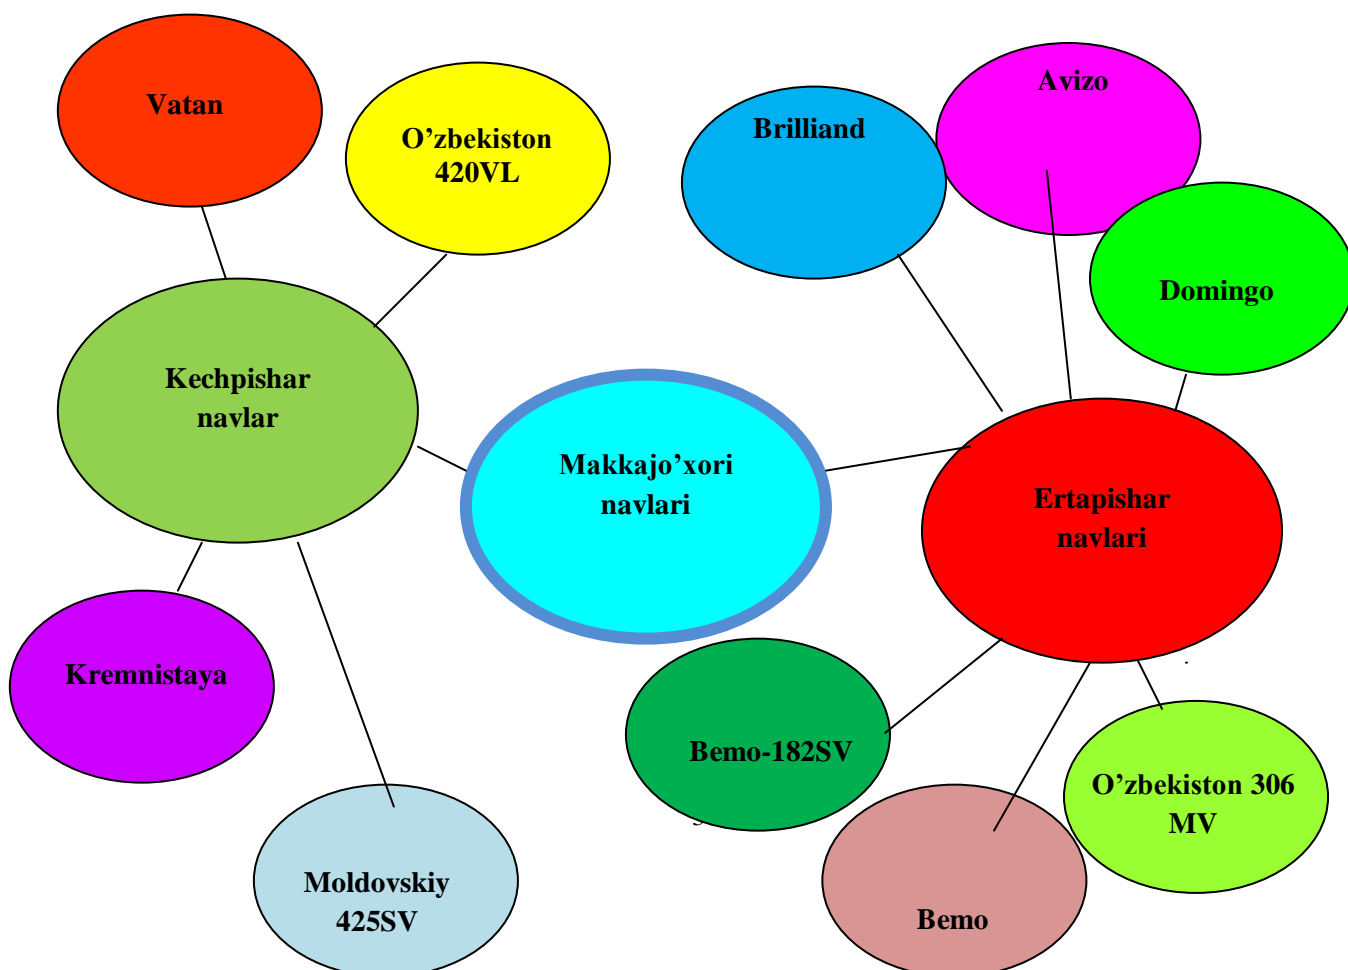 Vatan
O’zbekiston
420VL
Brilliand
Avizo
Domingo
Kechpishar
navlar
Makkajo’xori
navlari
Ertapishar
navlari
Kremnistaya
Bemo-182SV
O’zbekiston 306
MV
Moldovskiy
425SV
Bemo